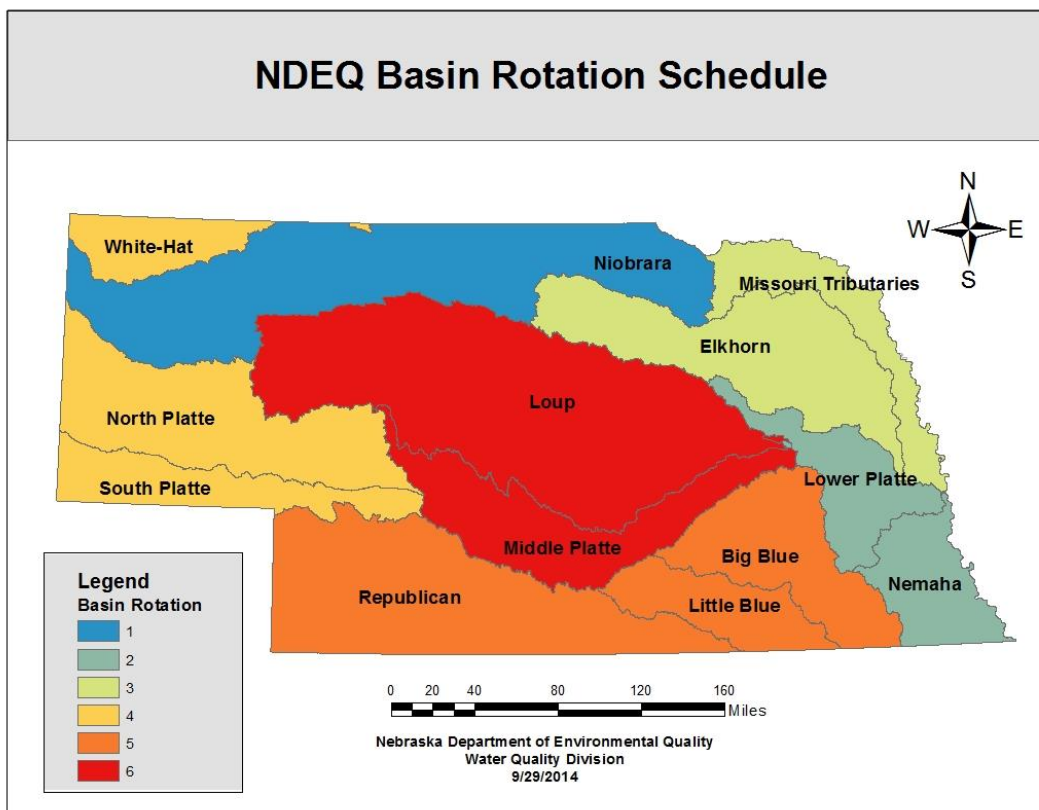 NDEQ Basin Rotation Schedule
N
W E
S
White-Hat
Niobrara
Missouri Tributaries
Elkhorn
Loup
North Platte
South Platte
Lower Platte
Middle Platte
Big Blue
Nemaha
Republican
Little Blue
Legend
Basin Rotation
1
2
3
4
5
6
0 20 40 80 120 160
Miles
Nebraska Department of Environmental Quality
Water Quality Division
9/29/2014